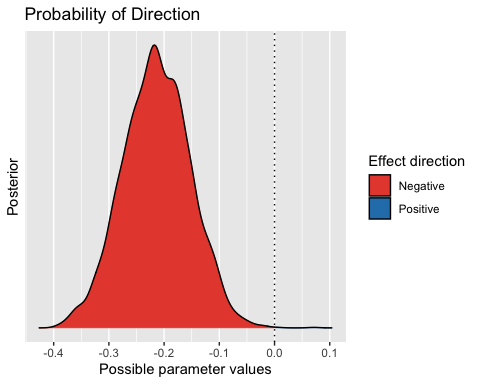 Probability of Direction
Posterior
Effect direction
Negative
Positive
-0.4 -0.3 -0.2 -0.1 0.0 0.1
Possible parameter values